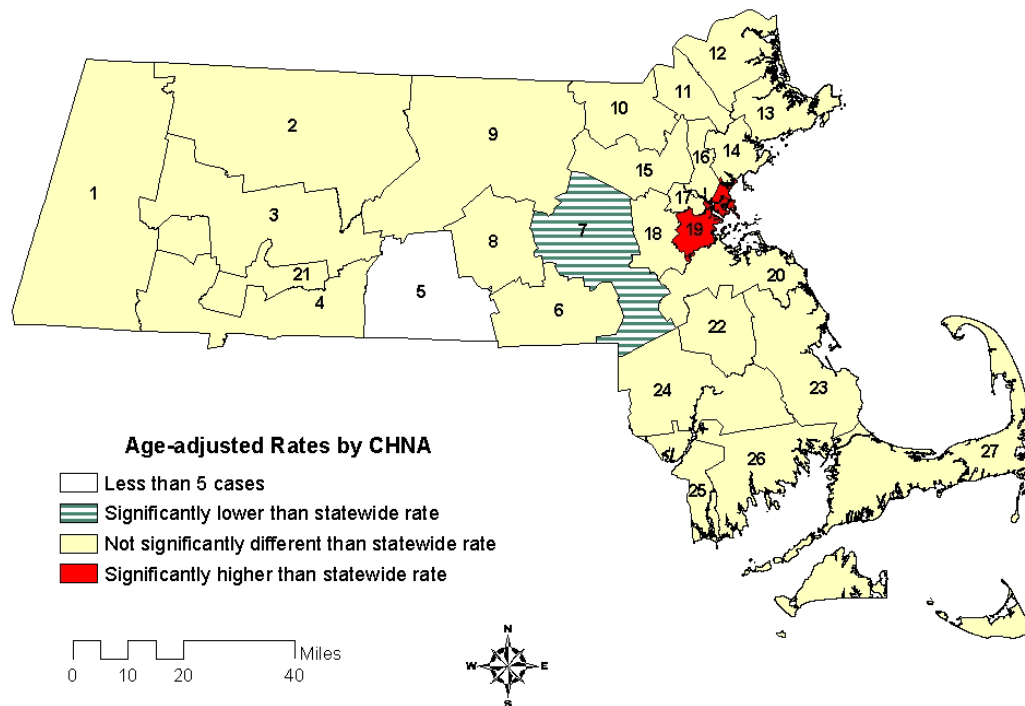 12
11
10
13
2
9
14
16
15
1
17
3
7
19
18
8
21
20
5
4
6
22
24
23
27
26
25
Age-adjusted Rates by CHNA
Less than 5 cases
Significantly lower than statewide rate
Not significantly different than statewide rate
Significantly higher than statewide rate
Miles
0 10 20 40
N
W E
S